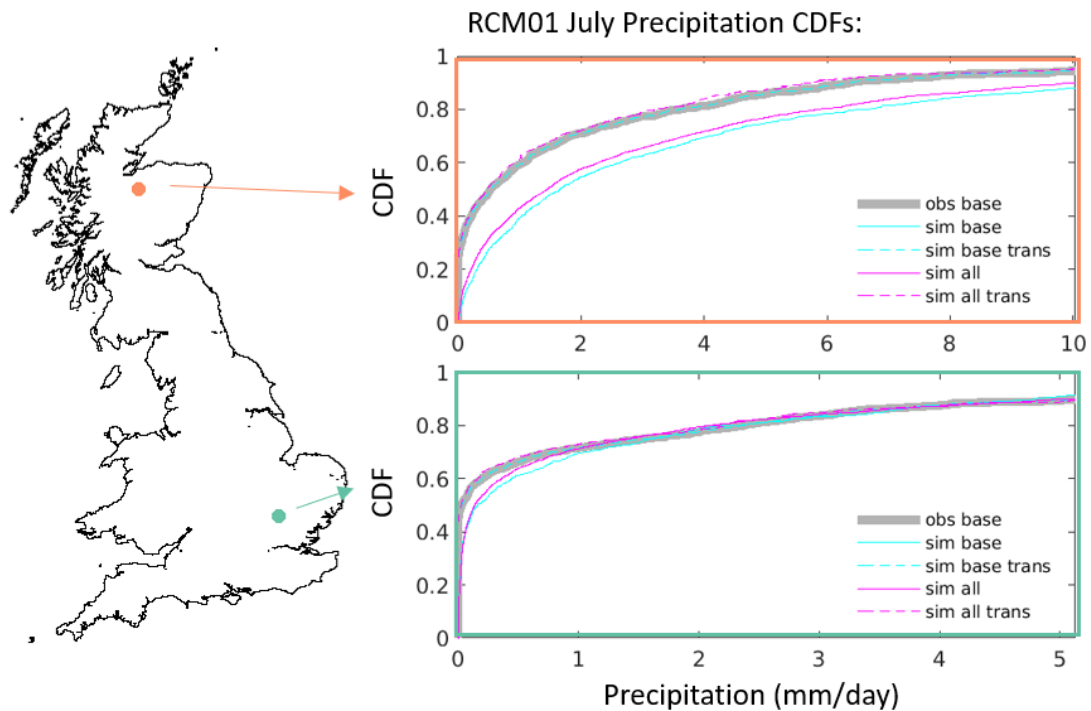 RCM01 July Precipitation CDFs:
1
0.8
0.6
0.4
0.2
0
CDF
obs base
sim base
sim base trans
sim all
sim all trans
0 2 4 6 8 10
1
0.8
0.6
0.4
0.2
0
CDF
obs base
sim base
sim base trans
sim all
sim all trans
0 1 2 3 4 5
Precipitation (mm/day)